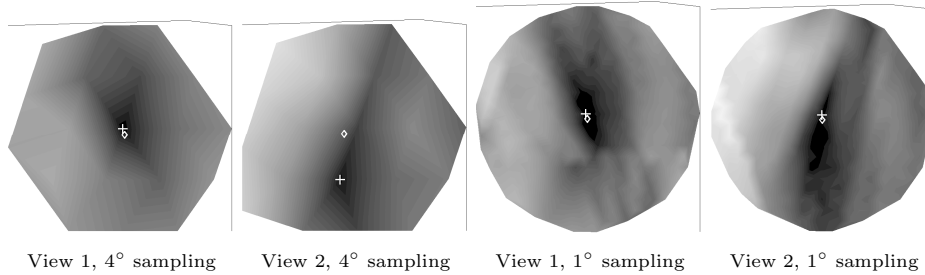 View 1, 4° sampling
View 2, 4° sampling
View 1, 1° sampling
View 2, 1° sampling